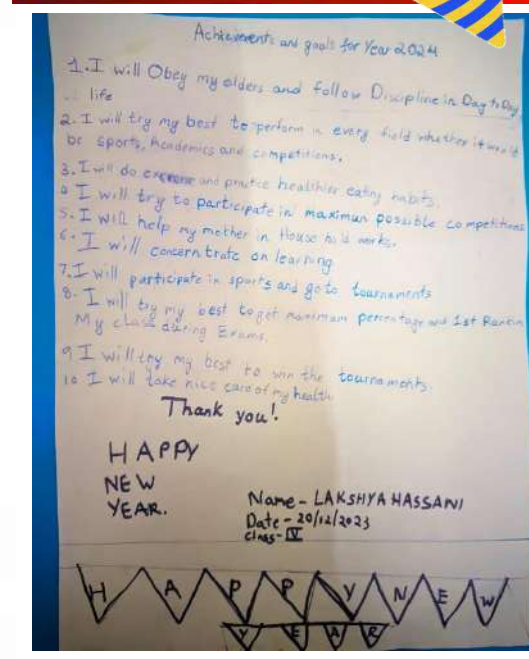 Achievements and goals for Year 2024
1. I will Obey my elders and follow Discipline in Day to Day
life
2. I will try my best to perform in every field whether it would
be sports, Academics and competitions.
3. I will do exercise and practice healthier eating habits.
4 I will try to participate in maximum possible competitions
5. I will help my mother in House hold works.
6. I will concerntrate on learning
7. I will participate in sports and go to tournaments
8. I will try my best to get maximum percentage and 1st Rank in
My class during Exams.
9 I will try my best to win the tournaments.
10 I will take nice care of my health
Thank you!
HAPPY
NEW
YEAR.
Name - LAKSHYA HASSANI
Date - 20/12/2023
class - IV
HAPPY NEW
YEAR